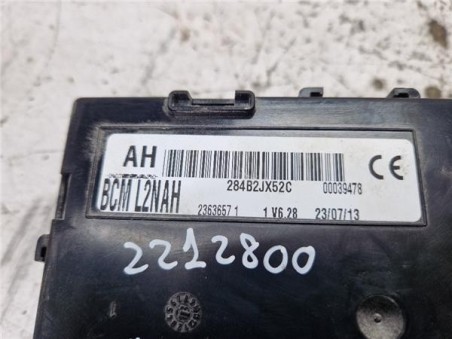 AH
284B2JX52C 00039478 CE
BCM L2NAH
2363657 1 1 V6.28 23/07/13
2212800